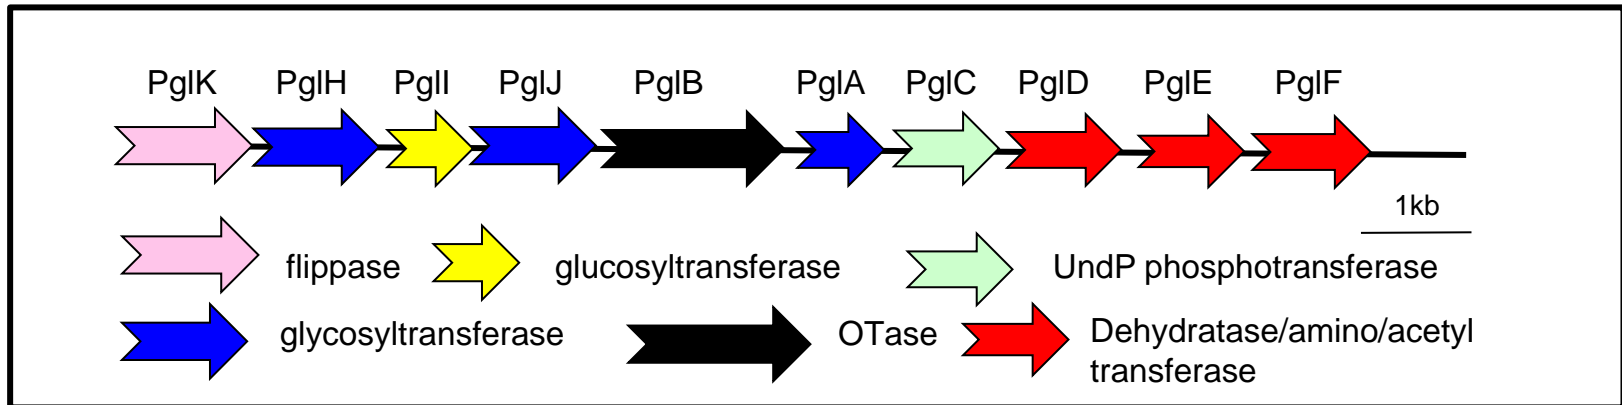 PglK PglH PglI PglJ PglB PglA PglC PglD PglE PglF
1kb
flippase glucosyltransferase UndP phosphotransferase
glycosyltransferase OTase Dehydratase/amino/acetyl
transferase